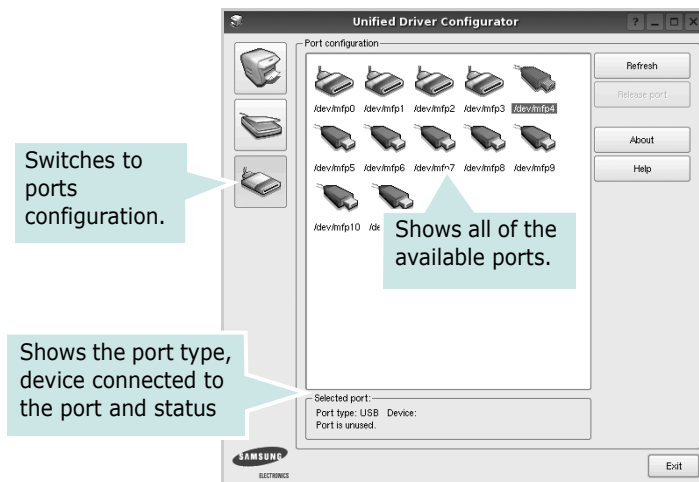 Unified Driver Configurator
Port configuration
/dev/mfp0 /dev/mfp1 /dev/mfp2 /dev/mfp3 /dev/mfp4
/dev/mfp5 /dev/mfp6 /dev/mfp7 /dev/mfp8 /dev/mfp9
/dev/mfp10
Refresh
Release port
About
Help
Switches to
ports
configuration.
Shows all of the
available ports.
Shows the port type,
device connected to
the port and status
Selected port:
Port type: USB Device:
Port is unused.
SAMSUNG
ELECTRONICS
Exit